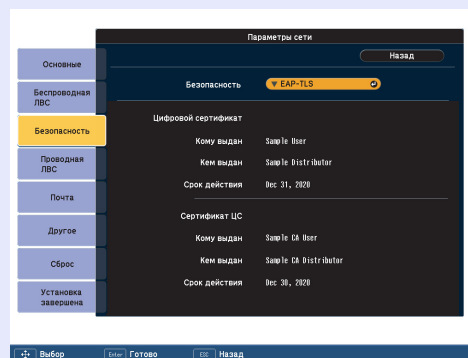 Параметры сети
Назад
Основные
Беспроводная
ЛВС
Безопасность
Проводная
ЛВС
Почта
Другое
Сброс
Установка
завершена
Безопасность EAP-TLS
Цифровой сертификат
Кому выдан Sample User
Кем выдан Sample Distributor
Срок действия Dec 31, 2020
Сертификат ЦС
Кому выдан Sample CA User
Кем выдан Sample CA Distributor
Срок действия Dec 30, 2020
Выбор Enter Готово ESC Назад